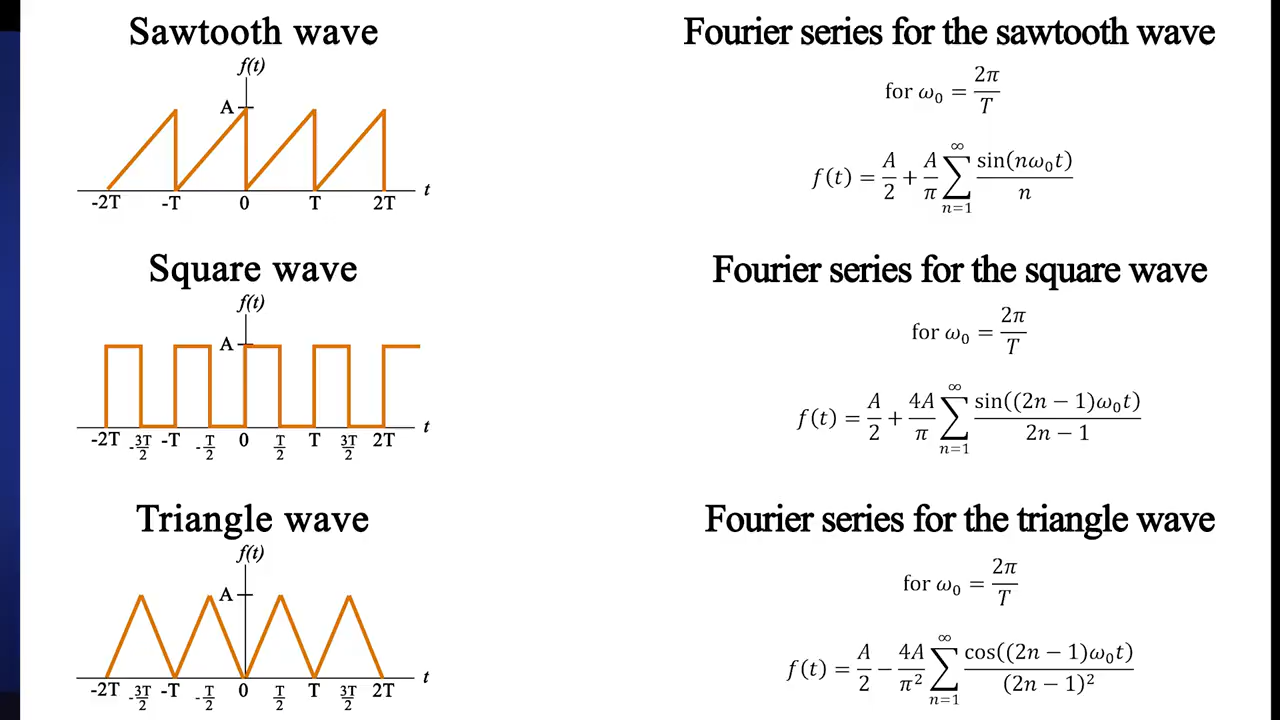 Sawtooth wave
f(t)
A
-2T -T 0 T 2T t
Fourier series for the sawtooth wave
for ω₀ = 2π/T
f(t) = A/2 + A/π ∑_{n=1}^{∞} sin(nω₀t)/n
Square wave
f(t)
A
-2T -3T/2 -T -T/2 0 T/2 T 3T/2 2T t
Fourier series for the square wave
for ω₀ = 2π/T
f(t) = A/2 + 4A/π ∑_{n=1}^{∞} sin((2n − 1)ω₀t)/(2n − 1)
Triangle wave
f(t)
A
-2T -3T/2 -T -T/2 0 T/2 T 3T/2 2T t
Fourier series for the triangle wave
for ω₀ = 2π/T
f(t) = A/2 − 4A/π² ∑_{n=1}^{∞} cos((2n − 1)ω₀t)/(2n − 1)²